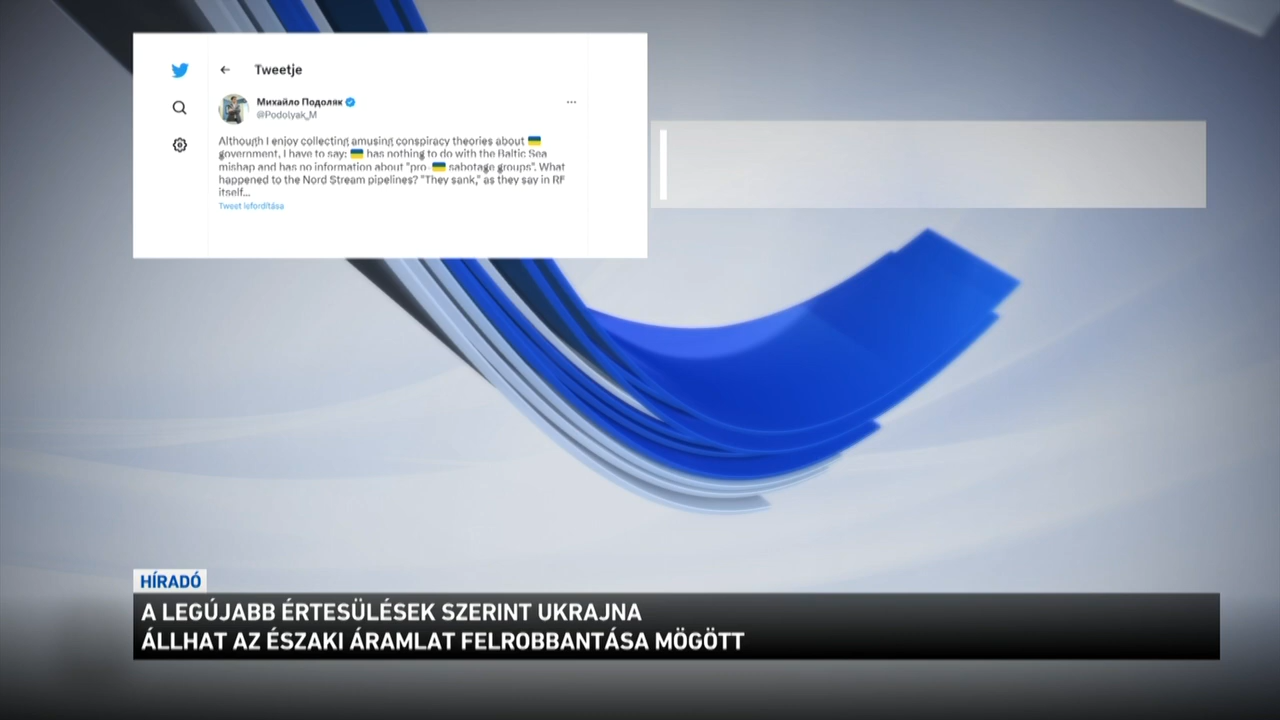 Tweetje
Михайло Подоляк
@Podolyak_M
Although I enjoy collecting amusing conspiracy theories about 🇺🇦
government, I have to say: 🇺🇦 has nothing to do with the Baltic Sea
mishap and has no information about "pro-🇺🇦 sabotage groups". What
happened to the Nord Stream pipelines? "They sank," as they say in RF
itself...
Tweet lefordítása
HÍRADÓ
A LEGÚJABB ÉRTESÜLÉSEK SZERINT UKRAJNA
ÁLLHAT AZ ÉSZAKI ÁRAMLAT FELROBBANTÁSA MÖGÖTT